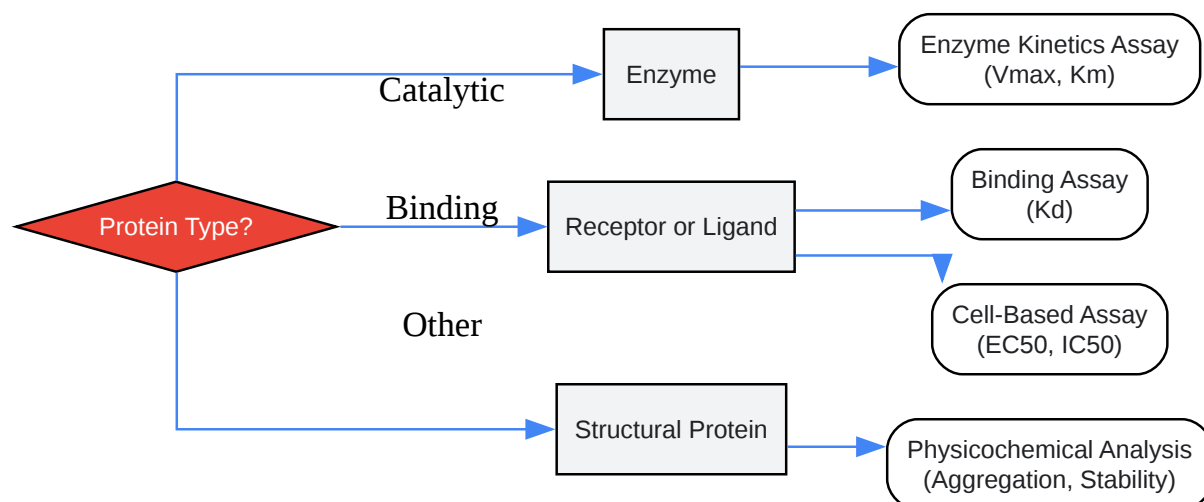 Enzyme Kinetics Assay
(Vmax, Km)
Enzyme
Catalytic
Binding Assay
(Kd)
Protein Type?
Binding
Receptor or Ligand
Other
Cell-Based Assay
(EC50, IC50)
Structural Protein
Physicochemical Analysis
(Aggregation, Stability)